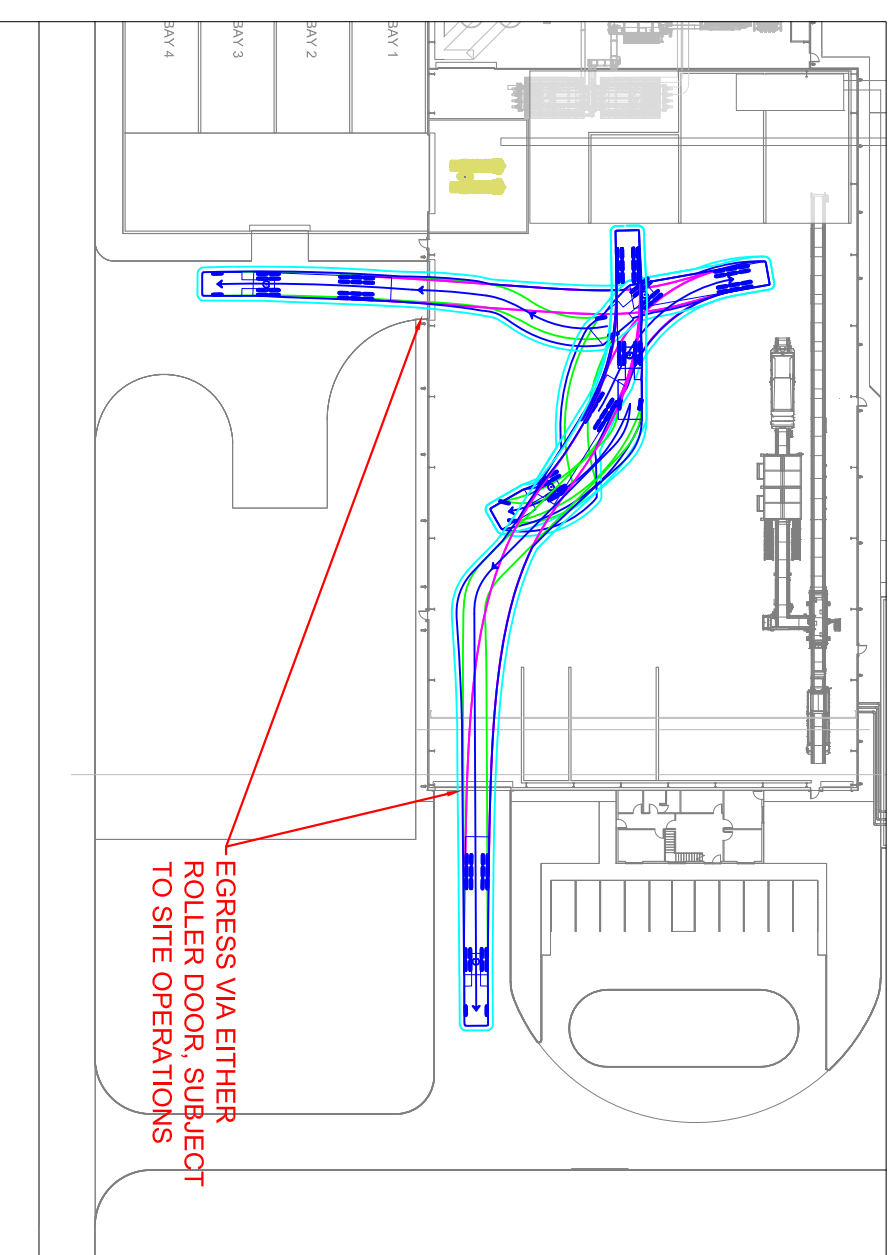 BAY 4
BAY 3
BAY 2
BAY 1
EGRESS VIA EITHER
ROLLER DOOR, SUBJECT
TO SITE OPERATIONS